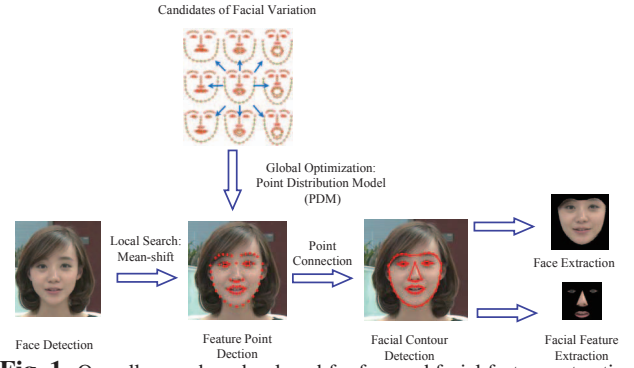 Candidates of Facial Variation
Global Optimization:
Point Distribution Model
(PDM)
Local Search:
Mean-shift
Point
Connection
Face Extraction
Face Detection
Feature Point
Dection
Facial Contour
Detection
Facial Feature
Extraction
Fig. 1